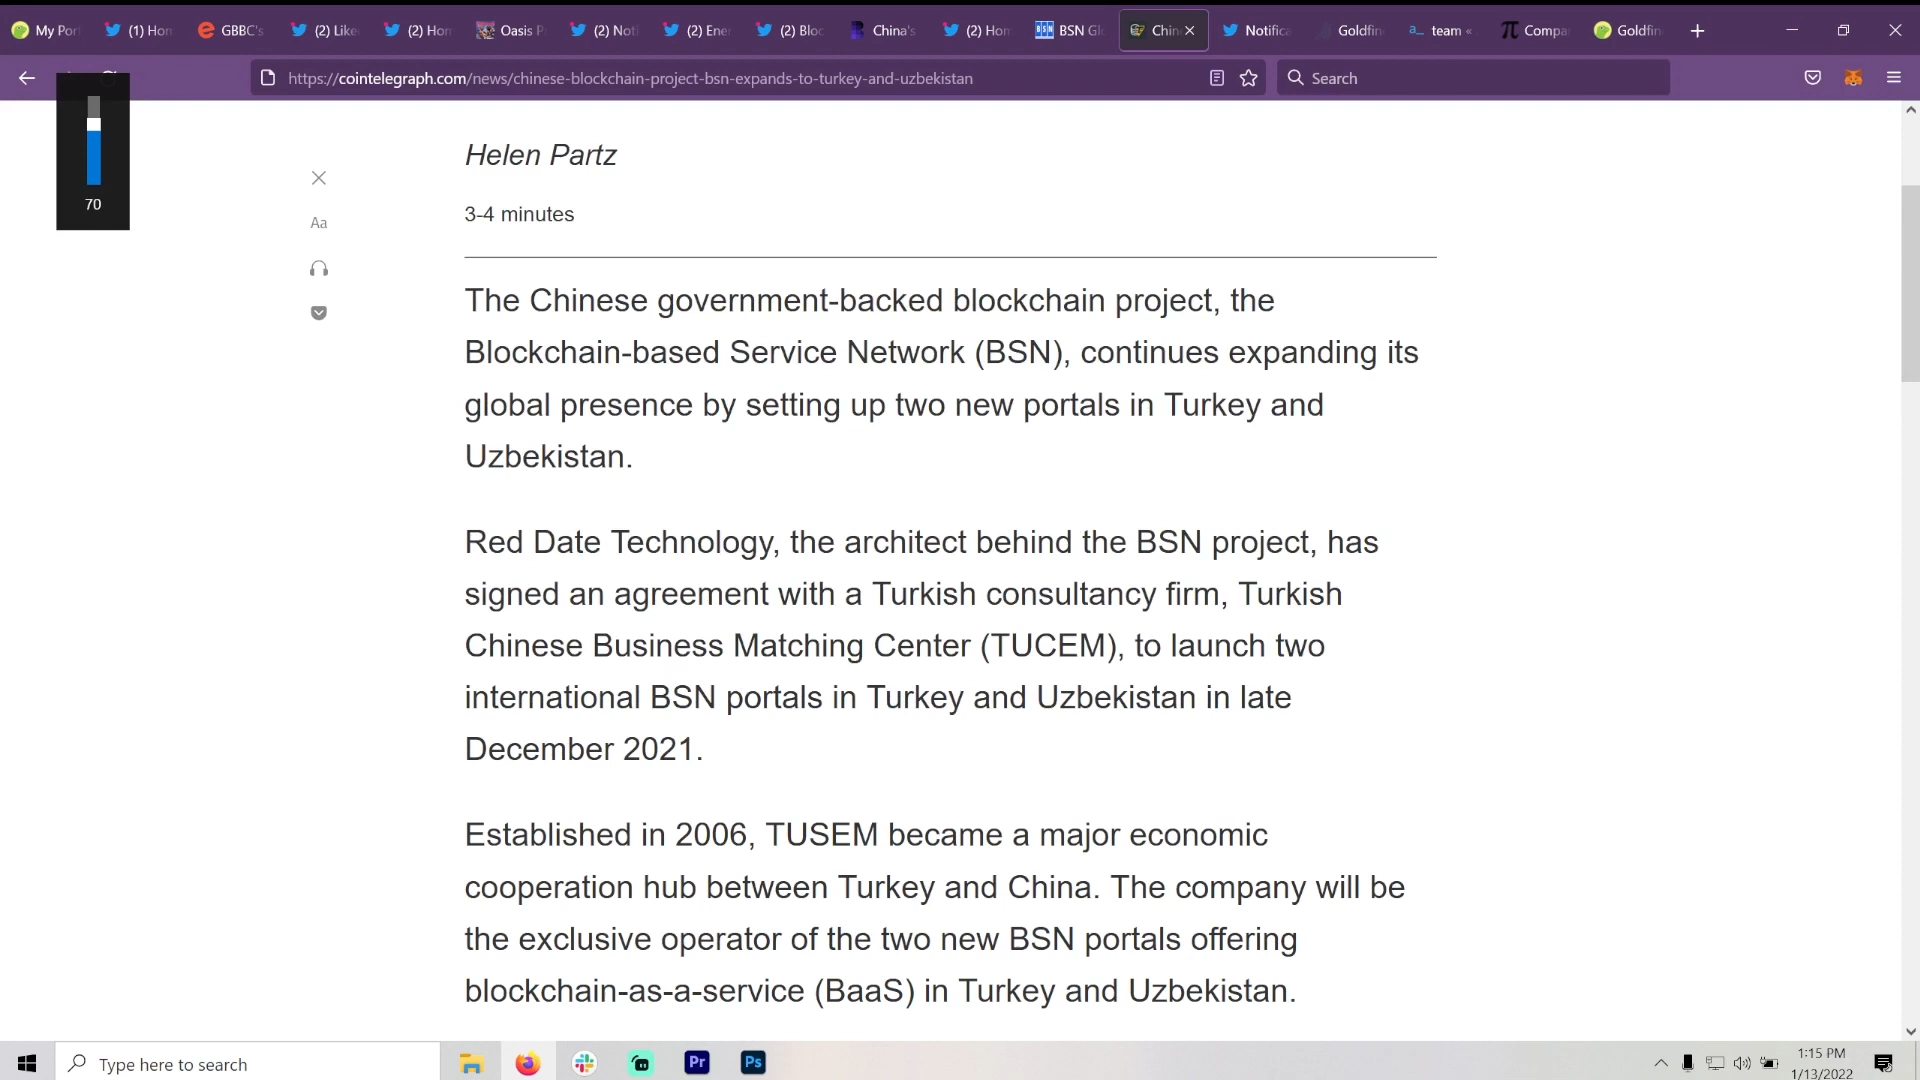 My Por
(1) Hon
GBBC's
(2) Like
(2) Hon
Oasis P
(2) Noti
(2) Ene
(2) Bloc
China's
(2) Hon
BSN Gl
Chin
Notifica
Goldfin
team «
Compa
Goldfin
https://cointelegraph.com/news/chinese-blockchain-project-bsn-expands-to-turkey-and-uzbekistan
Search
70
Aa
Helen Partz
3-4 minutes
The Chinese government-backed blockchain project, the
Blockchain-based Service Network (BSN), continues expanding its
global presence by setting up two new portals in Turkey and
Uzbekistan.
Red Date Technology, the architect behind the BSN project, has
signed an agreement with a Turkish consultancy firm, Turkish
Chinese Business Matching Center (TUCEM), to launch two
international BSN portals in Turkey and Uzbekistan in late
December 2021.
Established in 2006, TUSEM became a major economic
cooperation hub between Turkey and China. The company will be
the exclusive operator of the two new BSN portals offering
blockchain-as-a-service (BaaS) in Turkey and Uzbekistan.
Type here to search
Pr
Ps
1:15 PM
1/13/2022